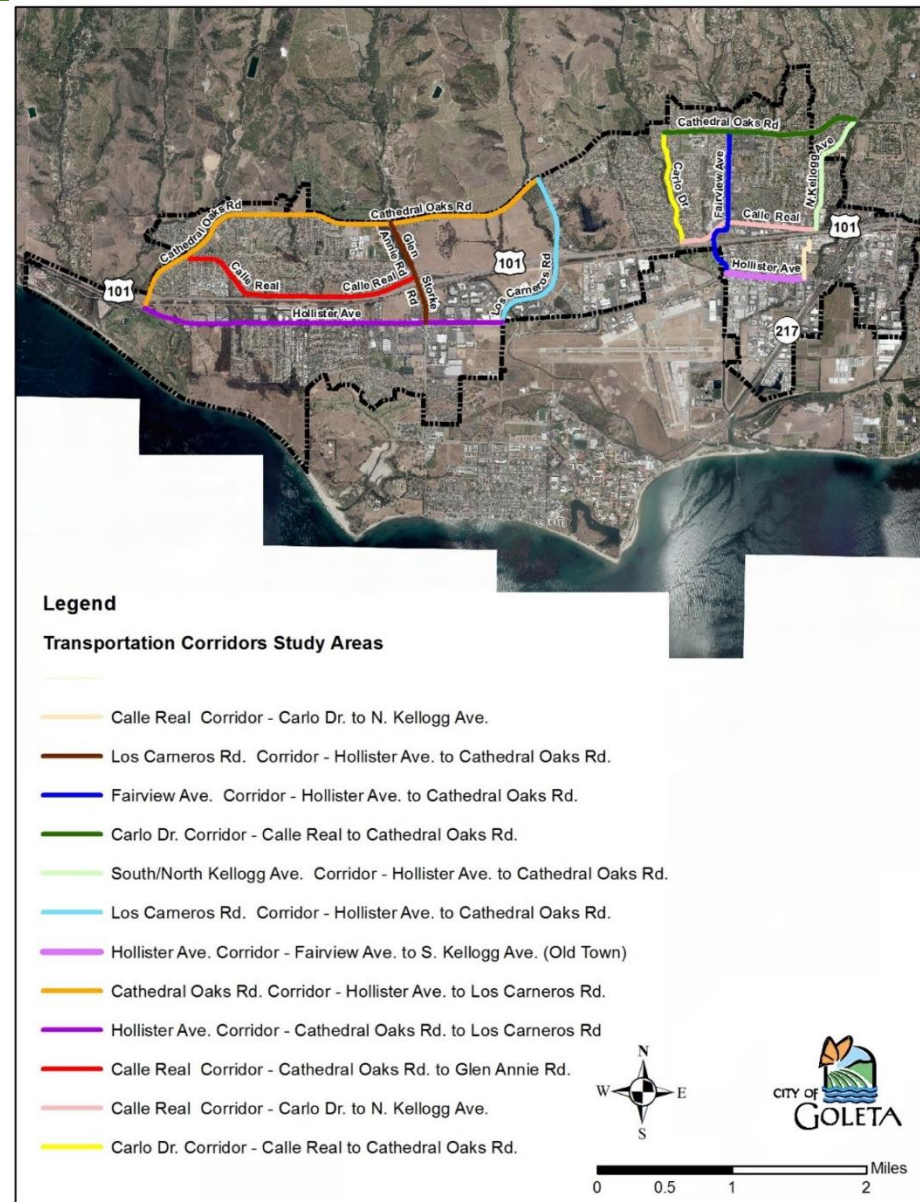 Cathedral Oaks Rd
Carlo Dr
Fairview Ave
N Kellogg Ave
Calle Real
101
Hollister Ave
217
Cathedral Oaks Rd
Cathedral Oaks Rd
Glen
Annie Rd
Storke
Rd
101
Los Carneros Rd
Calle Real
Calle Real
101
Hollister Ave
Legend
Transportation Corridors Study Areas
Calle Real Corridor - Carlo Dr. to N. Kellogg Ave.
Los Carneros Rd. Corridor - Hollister Ave. to Cathedral Oaks Rd.
Fairview Ave. Corridor - Hollister Ave. to Cathedral Oaks Rd.
Carlo Dr. Corridor - Calle Real to Cathedral Oaks Rd.
South/North Kellogg Ave. Corridor - Hollister Ave. to Cathedral Oaks Rd.
Los Carneros Rd. Corridor - Hollister Ave. to Cathedral Oaks Rd.
Hollister Ave. Corridor - Fairview Ave. to S. Kellogg Ave. (Old Town)
Cathedral Oaks Rd. Corridor - Hollister Ave. to Los Carneros Rd.
Hollister Ave. Corridor - Cathedral Oaks Rd. to Los Carneros Rd
Calle Real Corridor - Cathedral Oaks Rd. to Glen Annie Rd.
Calle Real Corridor - Carlo Dr. to N. Kellogg Ave.
Carlo Dr. Corridor - Calle Real to Cathedral Oaks Rd.
N
W E
S
CITY OF
GOLETA
Miles
0 0.5 1 2